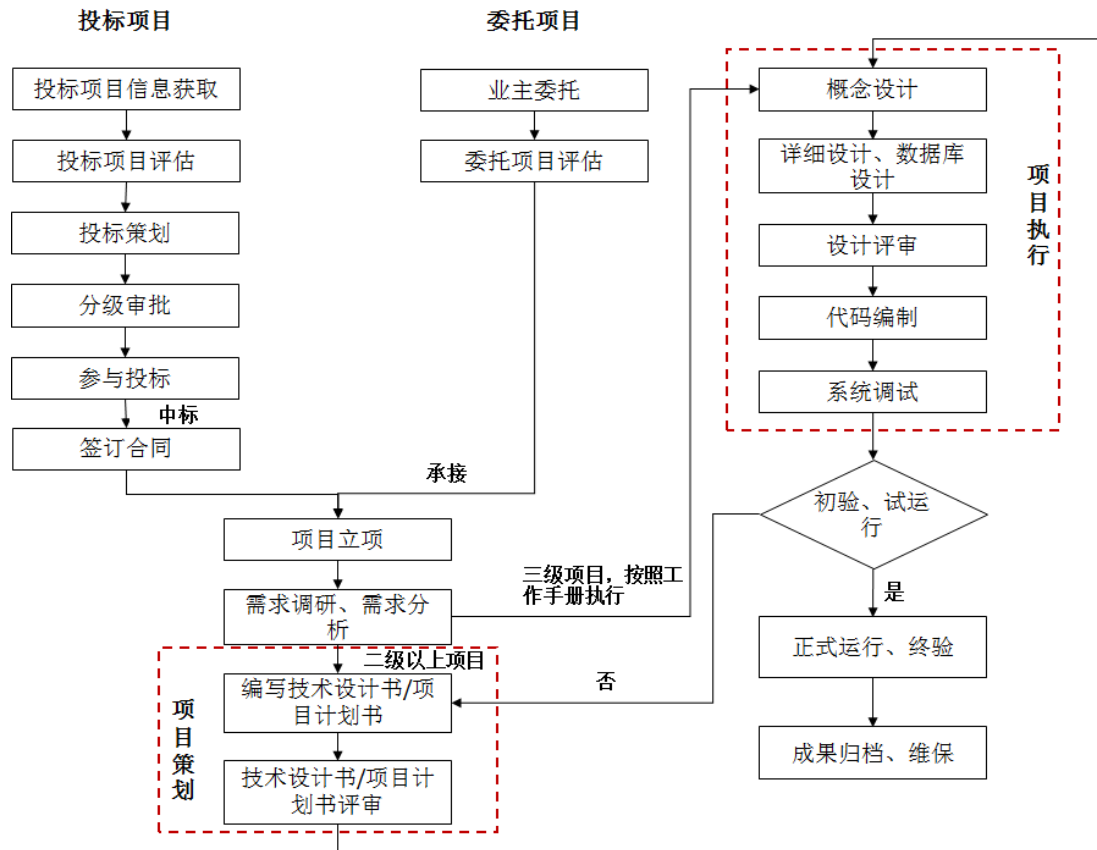 投标项目
投标项目信息获取
投标项目评估
投标策划
分级审批
参与投标
中标
签订合同
委托项目
业主委托
委托项目评估
承接
项目立项
需求调研、需求分
析
三级项目，按照工
作手册执行
二级以上项目
项目策划
编写技术设计书/项
目计划书
技术设计书/项目计
划书评审
项目执行
概念设计
详细设计、数据库
设计
设计评审
代码编制
系统调试
初验、试运
行
否
是
正式运行、终验
成果归档、维保